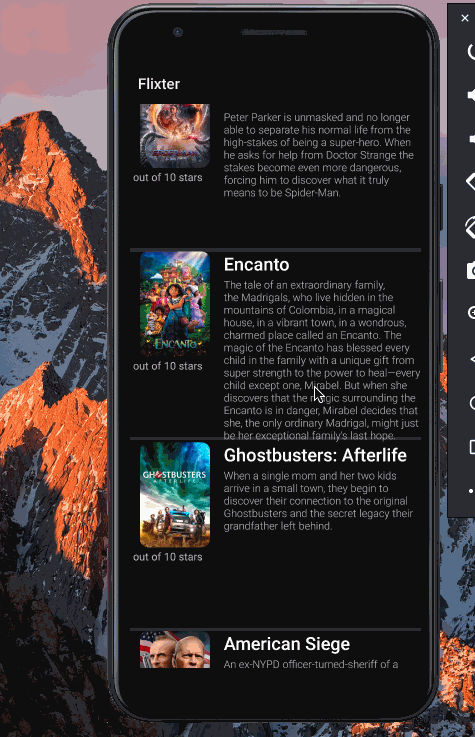 Flixter
Peter Parker is unmasked and no longer
able to separate his normal life from the
high-stakes of being a super-hero. When
he asks for help from Doctor Strange the
stakes become even more dangerous,
forcing him to discover what it truly
means to be Spider-Man.
out of 10 stars
Encanto
The tale of an extraordinary family,
the Madrigals, who live hidden in the
mountains of Colombia, in a magical
house, in a vibrant town, in a wondrous,
charmed place called an Encanto. The
magic of the Encanto has blessed every
child in the family with a unique gift from
super strength to the power to heal—every
child except one, Mirabel. But when she
discovers that the magic surrounding the
Encanto is in danger, Mirabel decides that
she, the only ordinary Madrigal, might just
be her exceptional family's last hope.
ENCANTO
out of 10 stars
Ghostbusters: Afterlife
When a single mom and her two kids
arrive in a small town, they begin to
discover their connection to the original
Ghostbusters and the secret legacy their
grandfather left behind.
GHOSTBUSTERS
AFTERLIFE
out of 10 stars
American Siege
An ex-NYPD officer-turned-sheriff of a